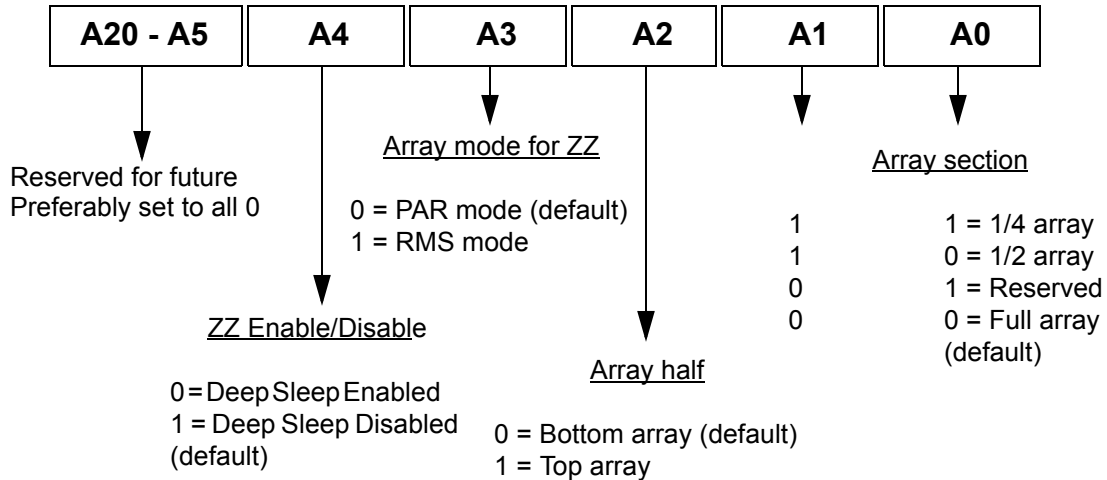 A20 - A5 A4 A3 A2 A1 A0
Reserved for future
Preferably set to all 0
ZZ Enable/Disable
0 = Deep Sleep Enabled
1 = Deep Sleep Disabled
(default)
Array mode for ZZ
0 = PAR mode (default)
1 = RMS mode
Array half
0 = Bottom array (default)
1 = Top array
Array section
1 1 = 1/4 array
1 0 = 1/2 array
0 1 = Reserved
0 0 = Full array
(default)